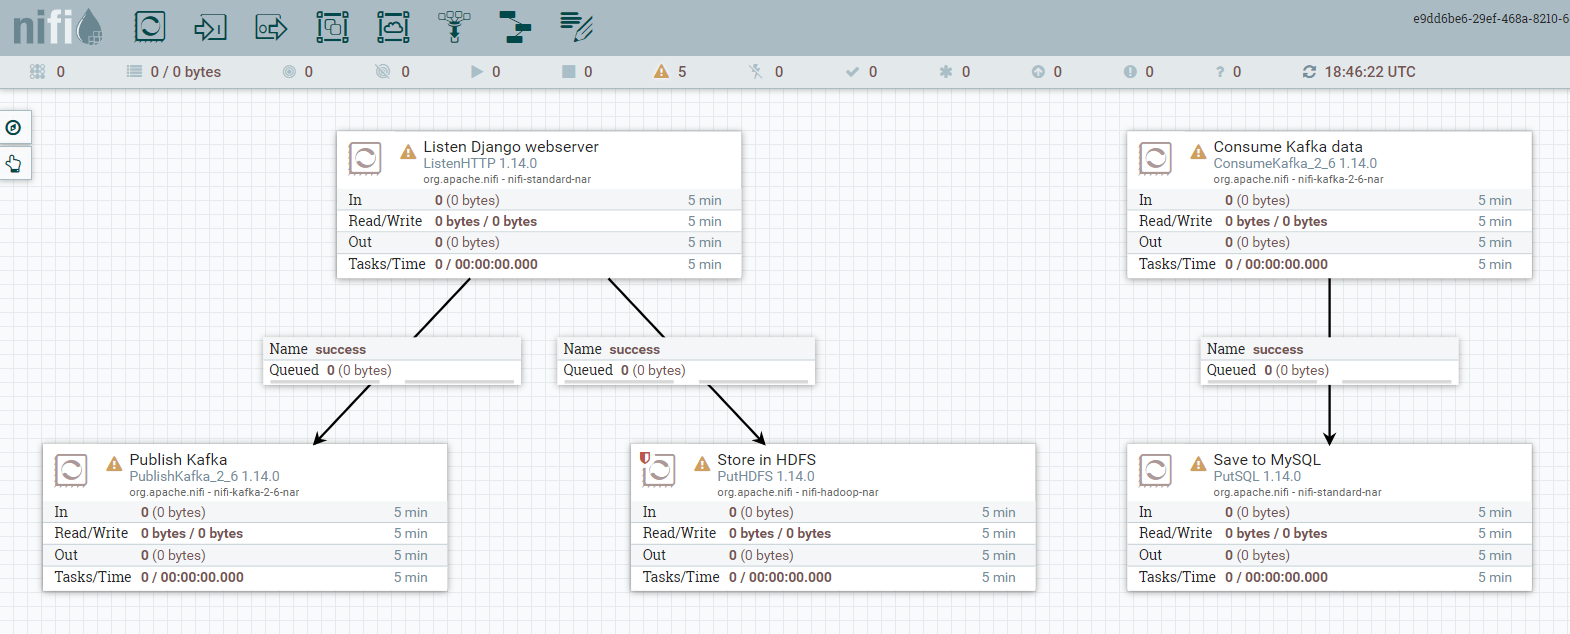 nifi
e9dd6be6-29ef-468a-8210-6
0 0 / 0 bytes 0 0 0 0 5 0 0 0 0 0 ? 0 18:46:22 UTC
Listen Django webserver
ListenHTTP 1.14.0
org.apache.nifi - nifi-standard-nar
In 0 (0 bytes) 5 min
Read/Write 0 bytes / 0 bytes 5 min
Out 0 (0 bytes) 5 min
Tasks/Time 0 / 00:00:00.000 5 min
Consume Kafka data
ConsumeKafka_2_6 1.14.0
org.apache.nifi - nifi-kafka-2-6-nar
In 0 (0 bytes) 5 min
Read/Write 0 bytes / 0 bytes 5 min
Out 0 (0 bytes) 5 min
Tasks/Time 0 / 00:00:00.000 5 min
Name success
Queued 0 (0 bytes)
Name success
Queued 0 (0 bytes)
Name success
Queued 0 (0 bytes)
Publish Kafka
PublishKafka_2_6 1.14.0
org.apache.nifi - nifi-kafka-2-6-nar
In 0 (0 bytes) 5 min
Read/Write 0 bytes / 0 bytes 5 min
Out 0 (0 bytes) 5 min
Tasks/Time 0 / 00:00:00.000 5 min
Store in HDFS
PutHDFS 1.14.0
org.apache.nifi - nifi-hadoop-nar
In 0 (0 bytes) 5 min
Read/Write 0 bytes / 0 bytes 5 min
Out 0 (0 bytes) 5 min
Tasks/Time 0 / 00:00:00.000 5 min
Save to MySQL
PutSQL 1.14.0
org.apache.nifi - nifi-standard-nar
In 0 (0 bytes) 5 min
Read/Write 0 bytes / 0 bytes 5 min
Out 0 (0 bytes) 5 min
Tasks/Time 0 / 00:00:00.000 5 min